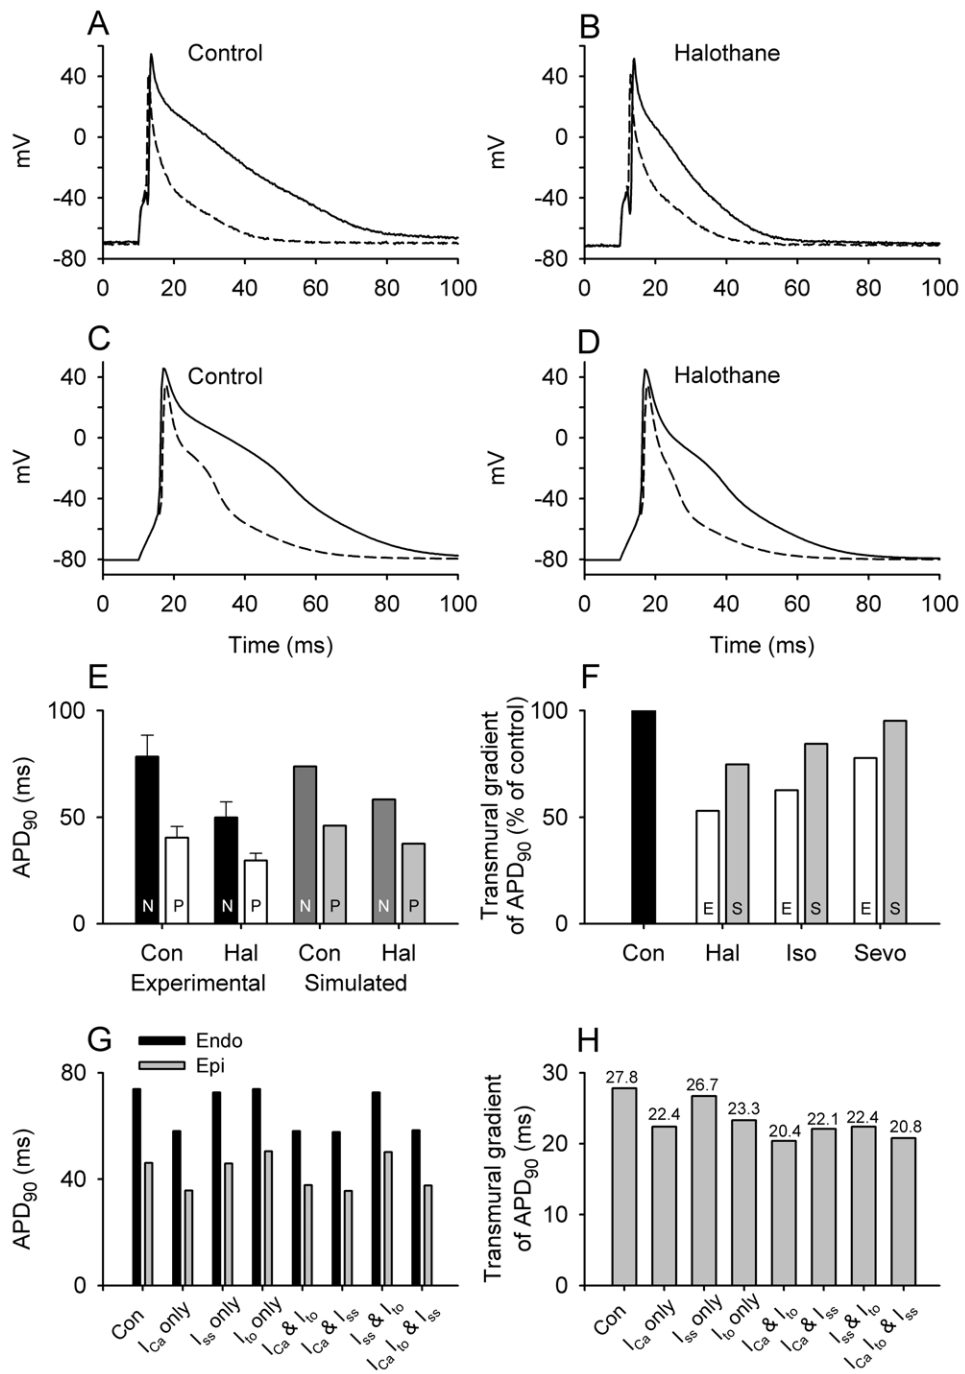 A
Control
mV
40
0
-40
-80
0 20 40 60 80 100
B
Halothane
mV
40
0
-40
-80
0 20 40 60 80 100
C
Control
mV
40
0
-40
-80
0 20 40 60 80 100
Time (ms)
D
Halothane
mV
40
0
-40
-80
0 20 40 60 80 100
Time (ms)
E
APD90 (ms)
100
50
0
N P N P N P N P
Con Hal Con Hal
Experimental Simulated
F
Transmural gradient
of APD90 (% of control)
100
50
0
E S E S E S
Con Hal Iso Sevo
G
Endo
Epi
APD90 (ms)
80
40
0
Con
ICa only
Iss only
Ito only
ICa & Ito
ICa & Iss
Iss & Ito
ICa Ito & Iss
H
Transmural gradient
of APD90 (ms)
30
20
10
0
27.8
22.4
26.7
23.3
20.4
22.1
22.4
20.8
Con
ICa only
Iss only
Ito only
ICa & Ito
ICa & Iss
Iss & Ito
ICa Ito & Iss